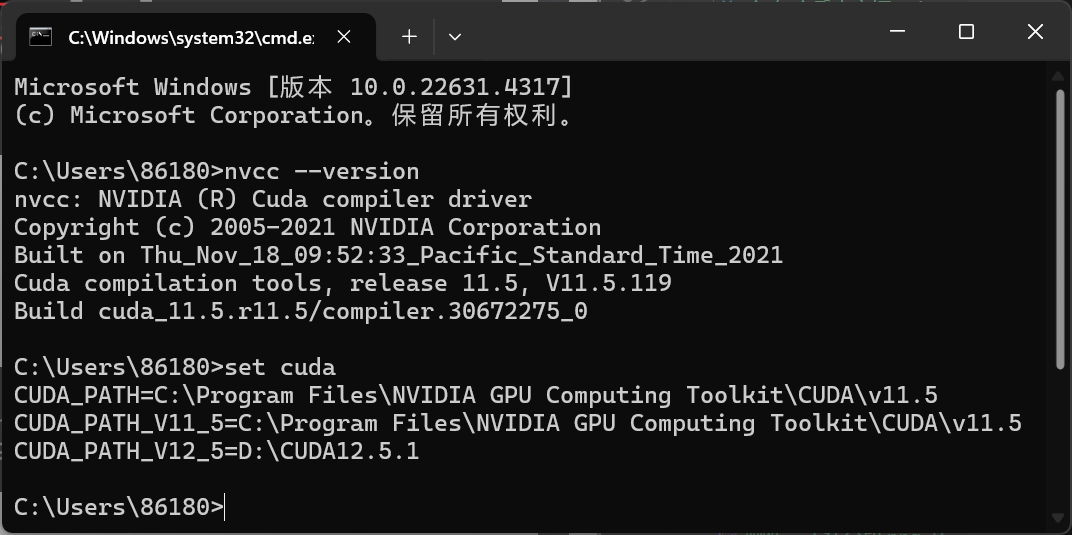 C:\Windows\system32\cmd.e
Microsoft Windows [版本 10.0.22631.4317]
(c) Microsoft Corporation。保留所有权利。
C:\Users\86180>nvcc --version
nvcc: NVIDIA (R) Cuda compiler driver
Copyright (c) 2005-2021 NVIDIA Corporation
Built on Thu_Nov_18_09:52:33_Pacific_Standard_Time_2021
Cuda compilation tools, release 11.5, V11.5.119
Build cuda_11.5.r11.5/compiler.30672275_0
C:\Users\86180>set cuda
CUDA_PATH=C:\Program Files\NVIDIA GPU Computing Toolkit\CUDA\v11.5
CUDA_PATH_V11_5=C:\Program Files\NVIDIA GPU Computing Toolkit\CUDA\v11.5
CUDA_PATH_V12_5=D:\CUDA12.5.1
C:\Users\86180>